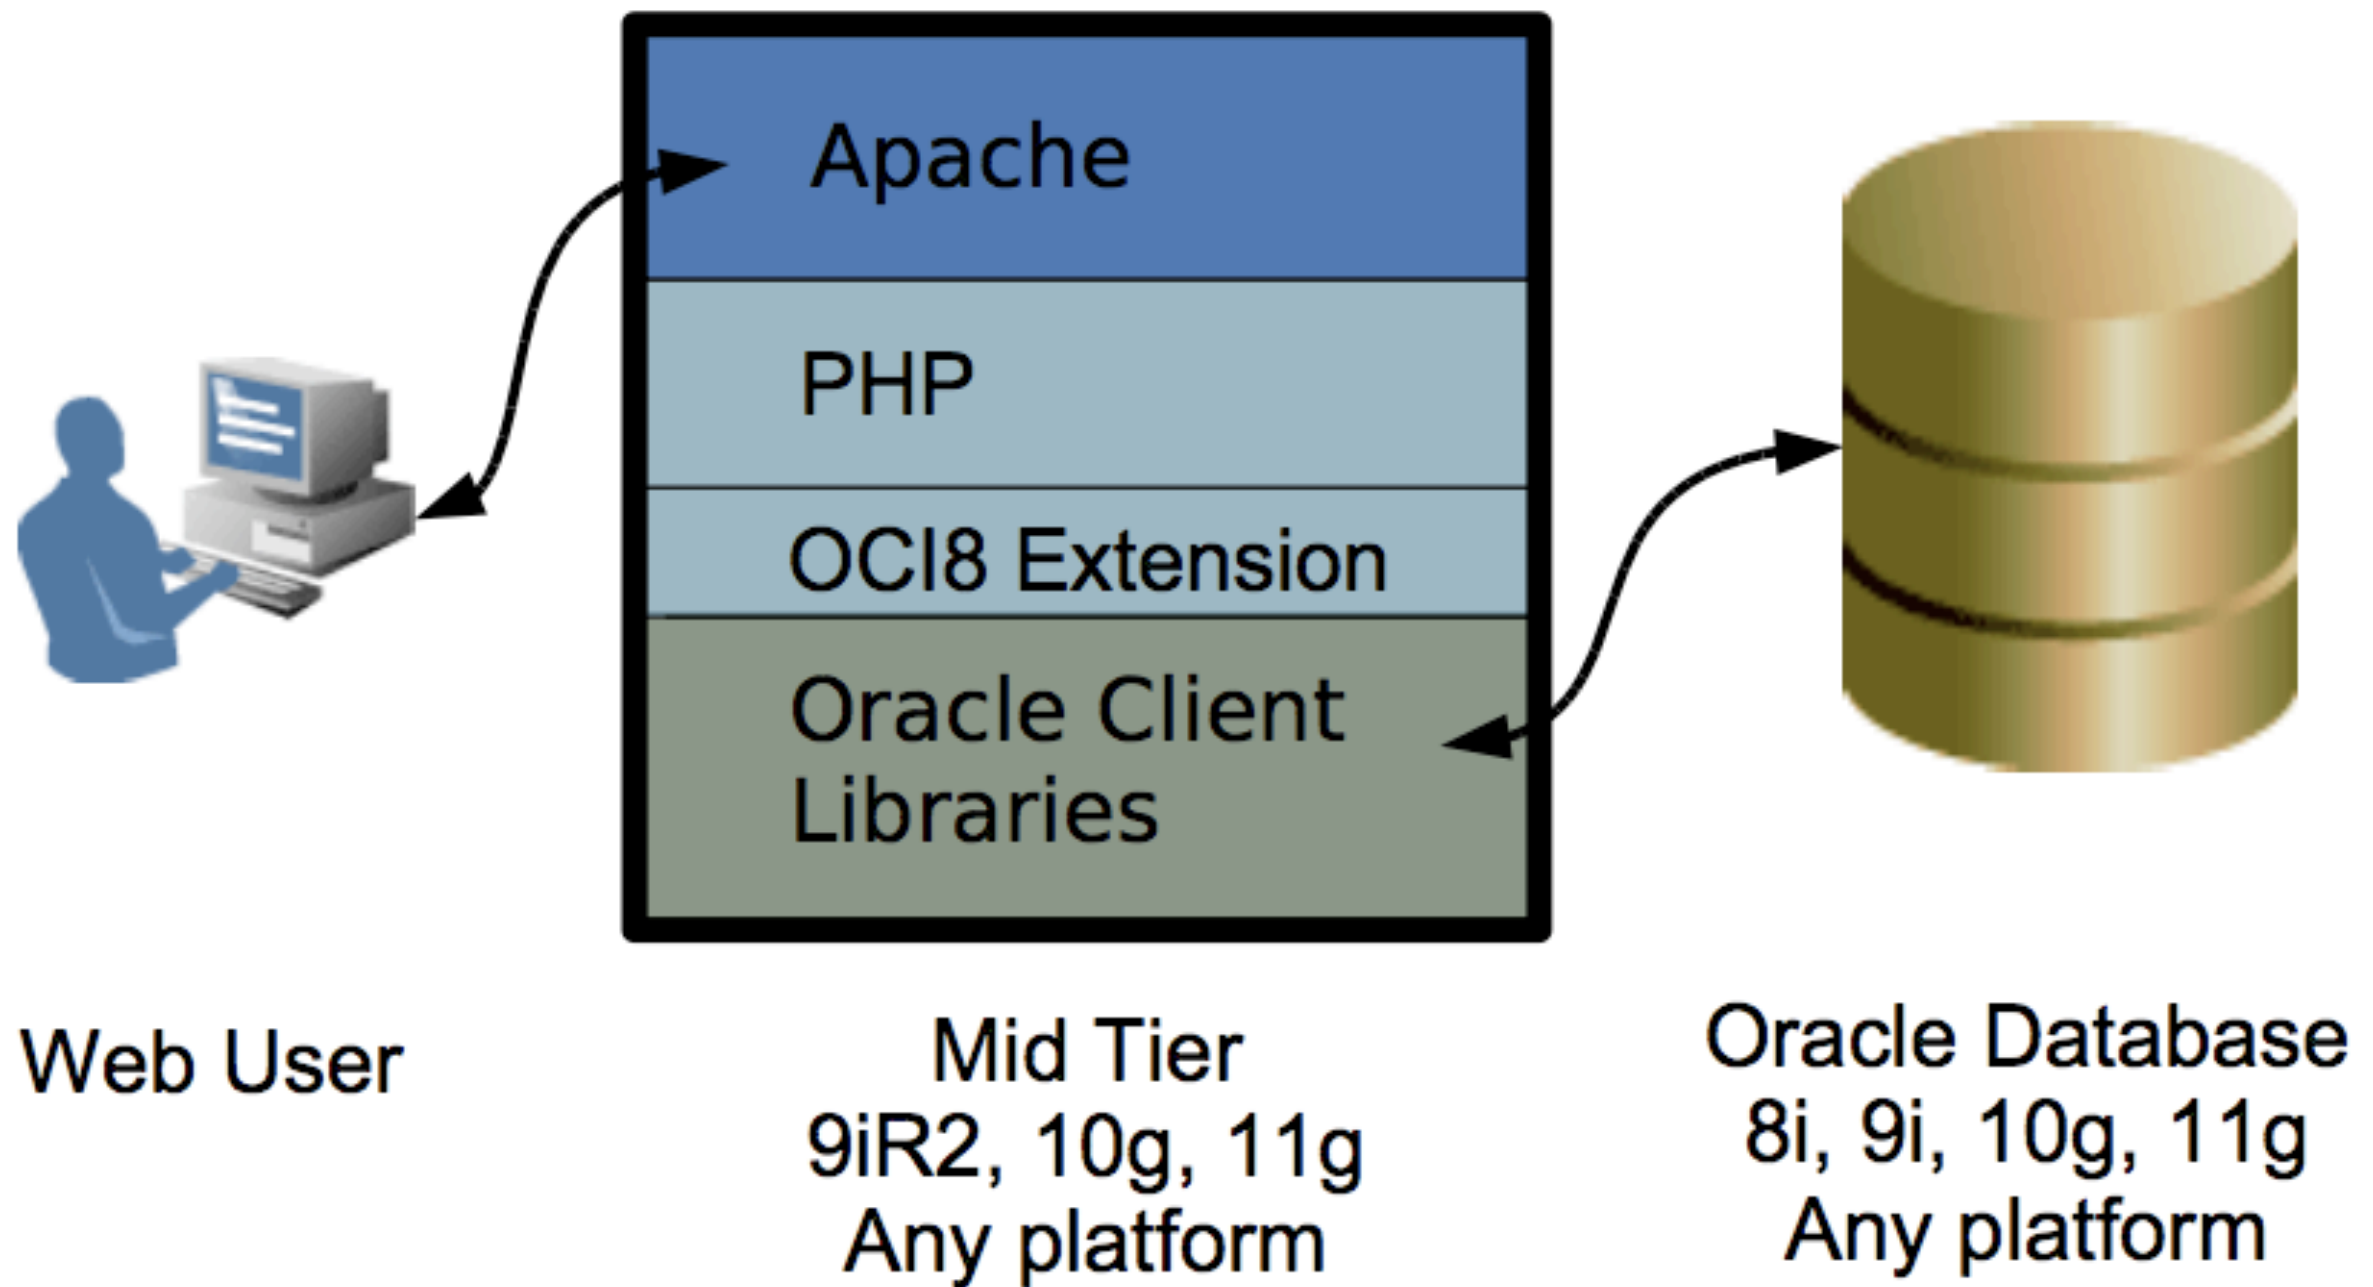 Apache
PHP
OCI8 Extension
Oracle Client
Libraries
Web User
Mid Tier
9iR2, 10g, 11g
Any platform
Oracle Database
8i, 9i, 10g, 11g
Any platform